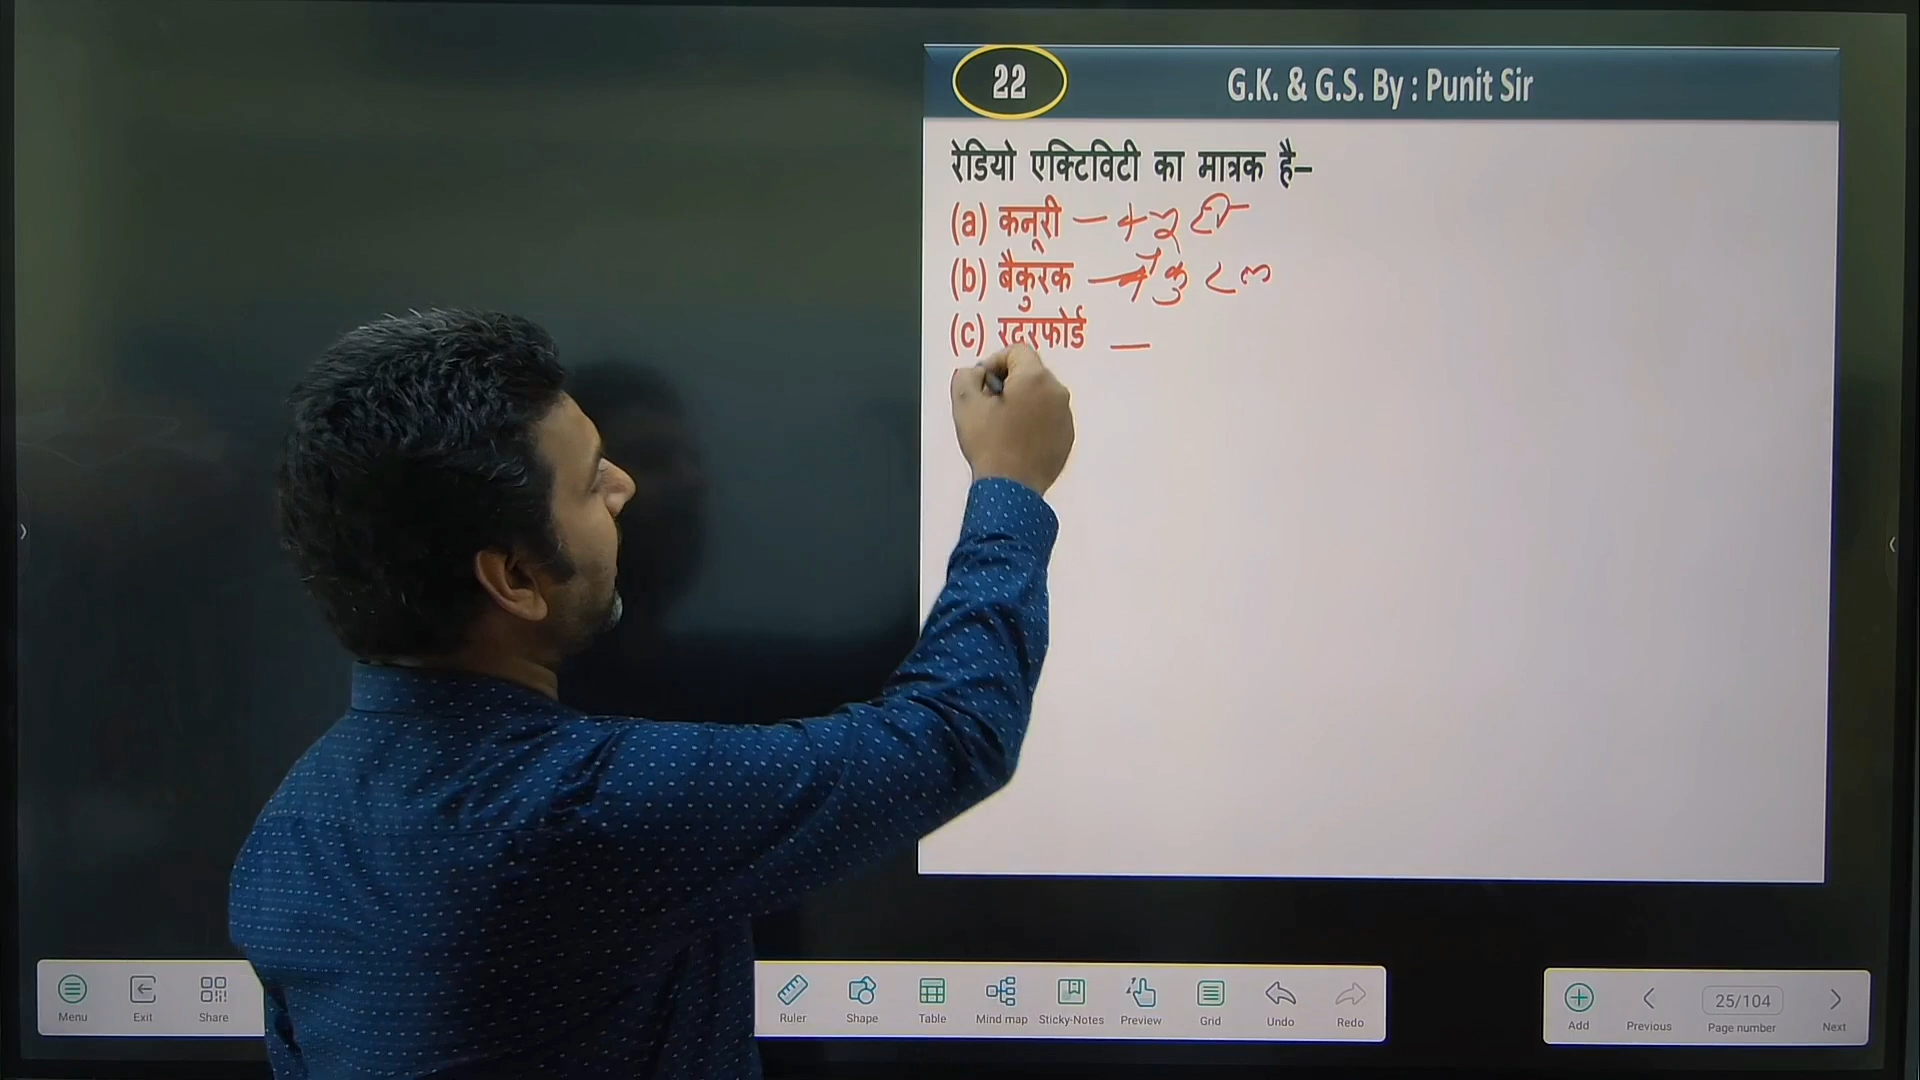 22 G.K. & G.S. By : Punit Sir
रेडियो एक्टिविटी का मात्रक है–
(a) कनूरी –
(b) बैकुरक –
(c) रदरफोर्ड –
Menu Exit Share Ruler Shape Table Mind map Sticky-Notes Preview Grid Undo Redo Add Previous 25/104 Next
Page number